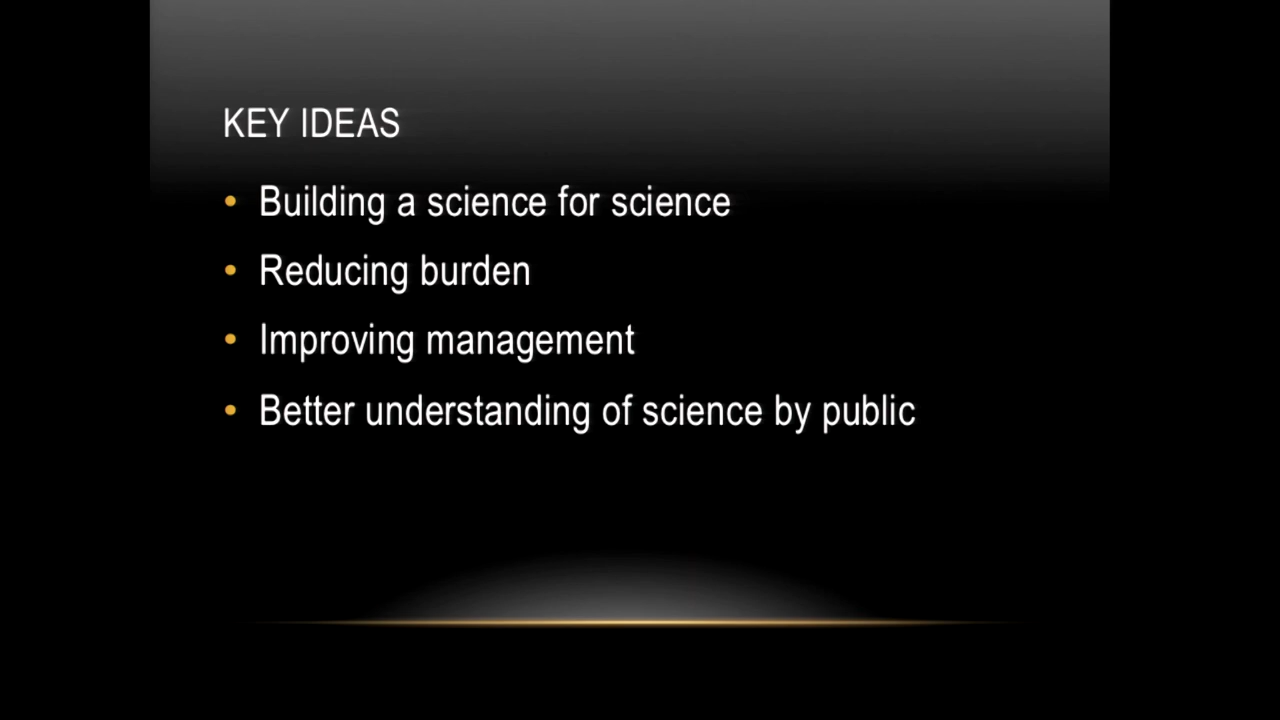 KEY IDEAS
• Building a science for science
• Reducing burden
• Improving management
• Better understanding of science by public